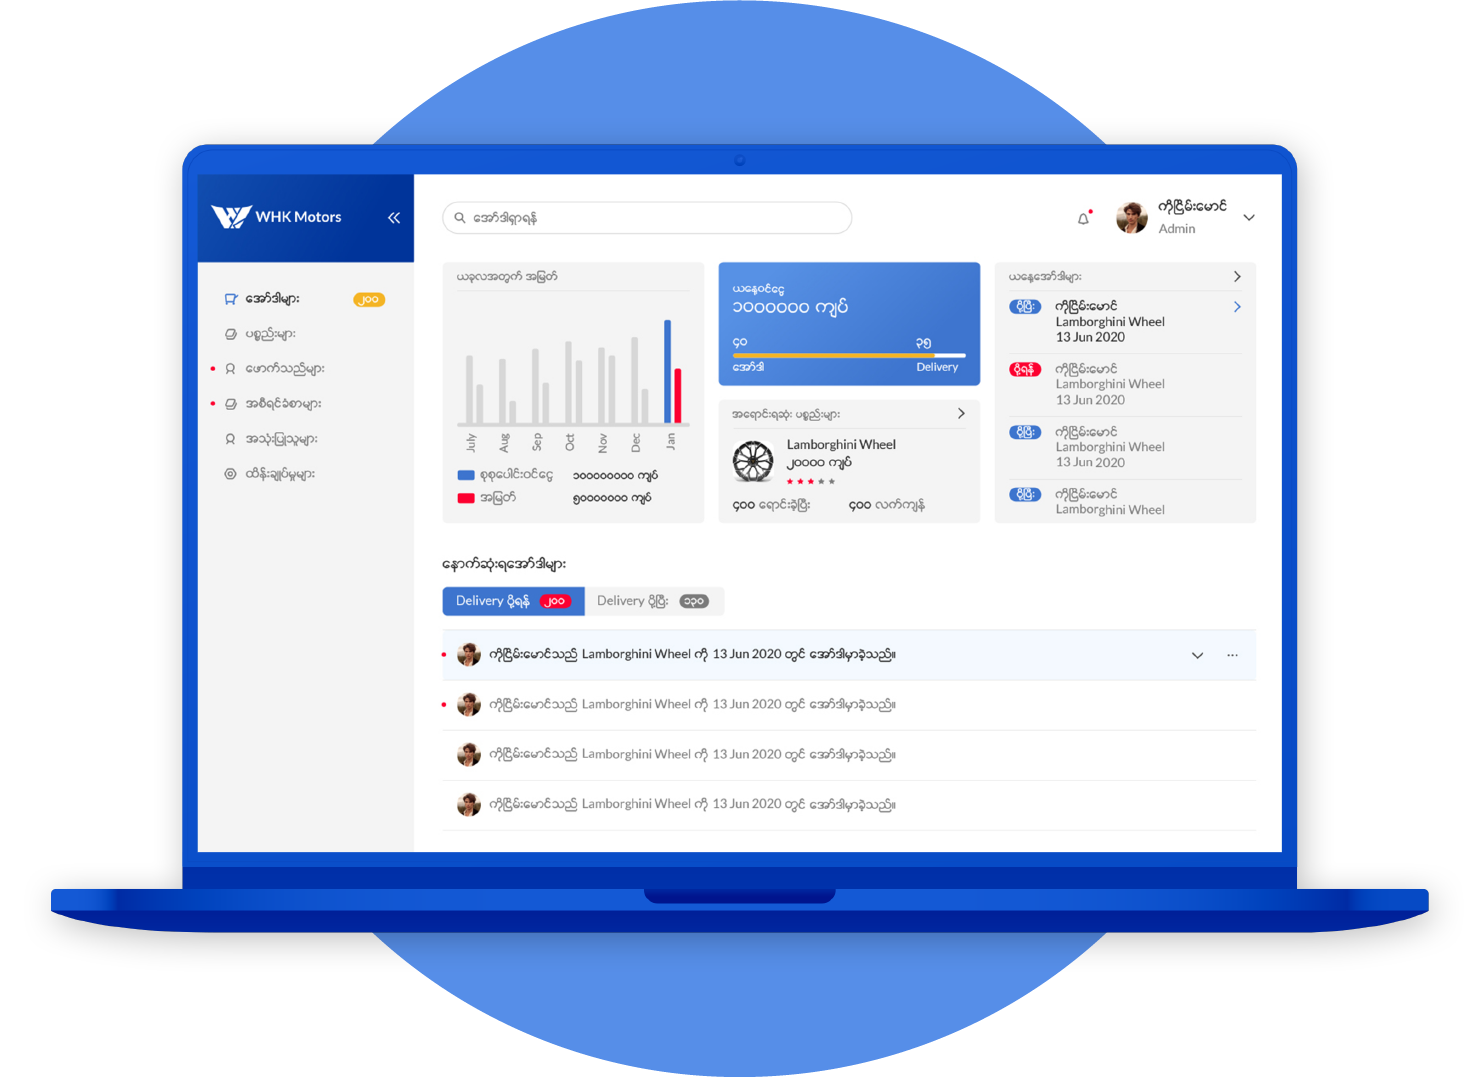 WHK Motors
အော်ဒါရှာရန်
ကိုငြိမ်းမောင်
Admin
အော်ဒါများ ၂၀၀
ပစ္စည်းများ
ဖောက်သည်များ
အစီရင်ခံစာများ
အသုံးပြုသူများ
ထိန်းချုပ်မှုများ
ယခုလအတွက် အမြတ်
July Aug Sep Oct Nov Dec Jan
စုစုပေါင်းဝင်ငွေ ၁၀၀၀၀၀၀၀၀ ကျပ်
အမြတ် ၅၀၀၀၀၀၀၀ ကျပ်
ယနေ့ဝင်ငွေ
၁၀၀၀၀၀၀ ကျပ်
၄၀ ၃၅
အော်ဒါ Delivery
အရောင်းရဆုံး ပစ္စည်းများ
Lamborghini Wheel
၂၀၀၀၀ ကျပ်
၄၀၀ ရောင်းခဲ့ပြီး ၄၀၀ လက်ကျန်
ယနေ့အော်ဒါများ
ပို့ပြီး ကိုငြိမ်းမောင်
Lamborghini Wheel
13 Jun 2020
ပို့ရန် ကိုငြိမ်းမောင်
Lamborghini Wheel
13 Jun 2020
ပို့ပြီး ကိုငြိမ်းမောင်
Lamborghini Wheel
13 Jun 2020
ပို့ပြီး ကိုငြိမ်းမောင်
Lamborghini Wheel
နောက်ဆုံးရအော်ဒါများ
Delivery ပို့ရန် ၂၀၀ Delivery ပို့ပြီး ၁၃၀
ကိုငြိမ်းမောင်သည် Lamborghini Wheel ကို 13 Jun 2020 တွင် အော်ဒါမှာခဲ့သည်။
ကိုငြိမ်းမောင်သည် Lamborghini Wheel ကို 13 Jun 2020 တွင် အော်ဒါမှာခဲ့သည်။
ကိုငြိမ်းမောင်သည် Lamborghini Wheel ကို 13 Jun 2020 တွင် အော်ဒါမှာခဲ့သည်။
ကိုငြိမ်းမောင်သည် Lamborghini Wheel ကို 13 Jun 2020 တွင် အော်ဒါမှာခဲ့သည်။